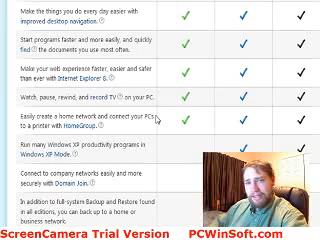 Make the things you do every day easier with
improved desktop navigation.
Start programs faster and more easily, and quickly
find the documents you use most often.
Make your web experience faster, easier and safer
than ever with Internet Explorer 8.
Watch, pause, rewind, and record TV on your PC.
Easily create a home network and connect your PCs
to a printer with HomeGroup.
Run many Windows XP productivity programs in
Windows XP Mode.
Connect to company networks easily and more
securely with Domain Join.
In addition to full-system Backup and Restore found
in all editions, you can back up to a home or
business network.
ScreenCamera Trial Version PCWinSoft.com